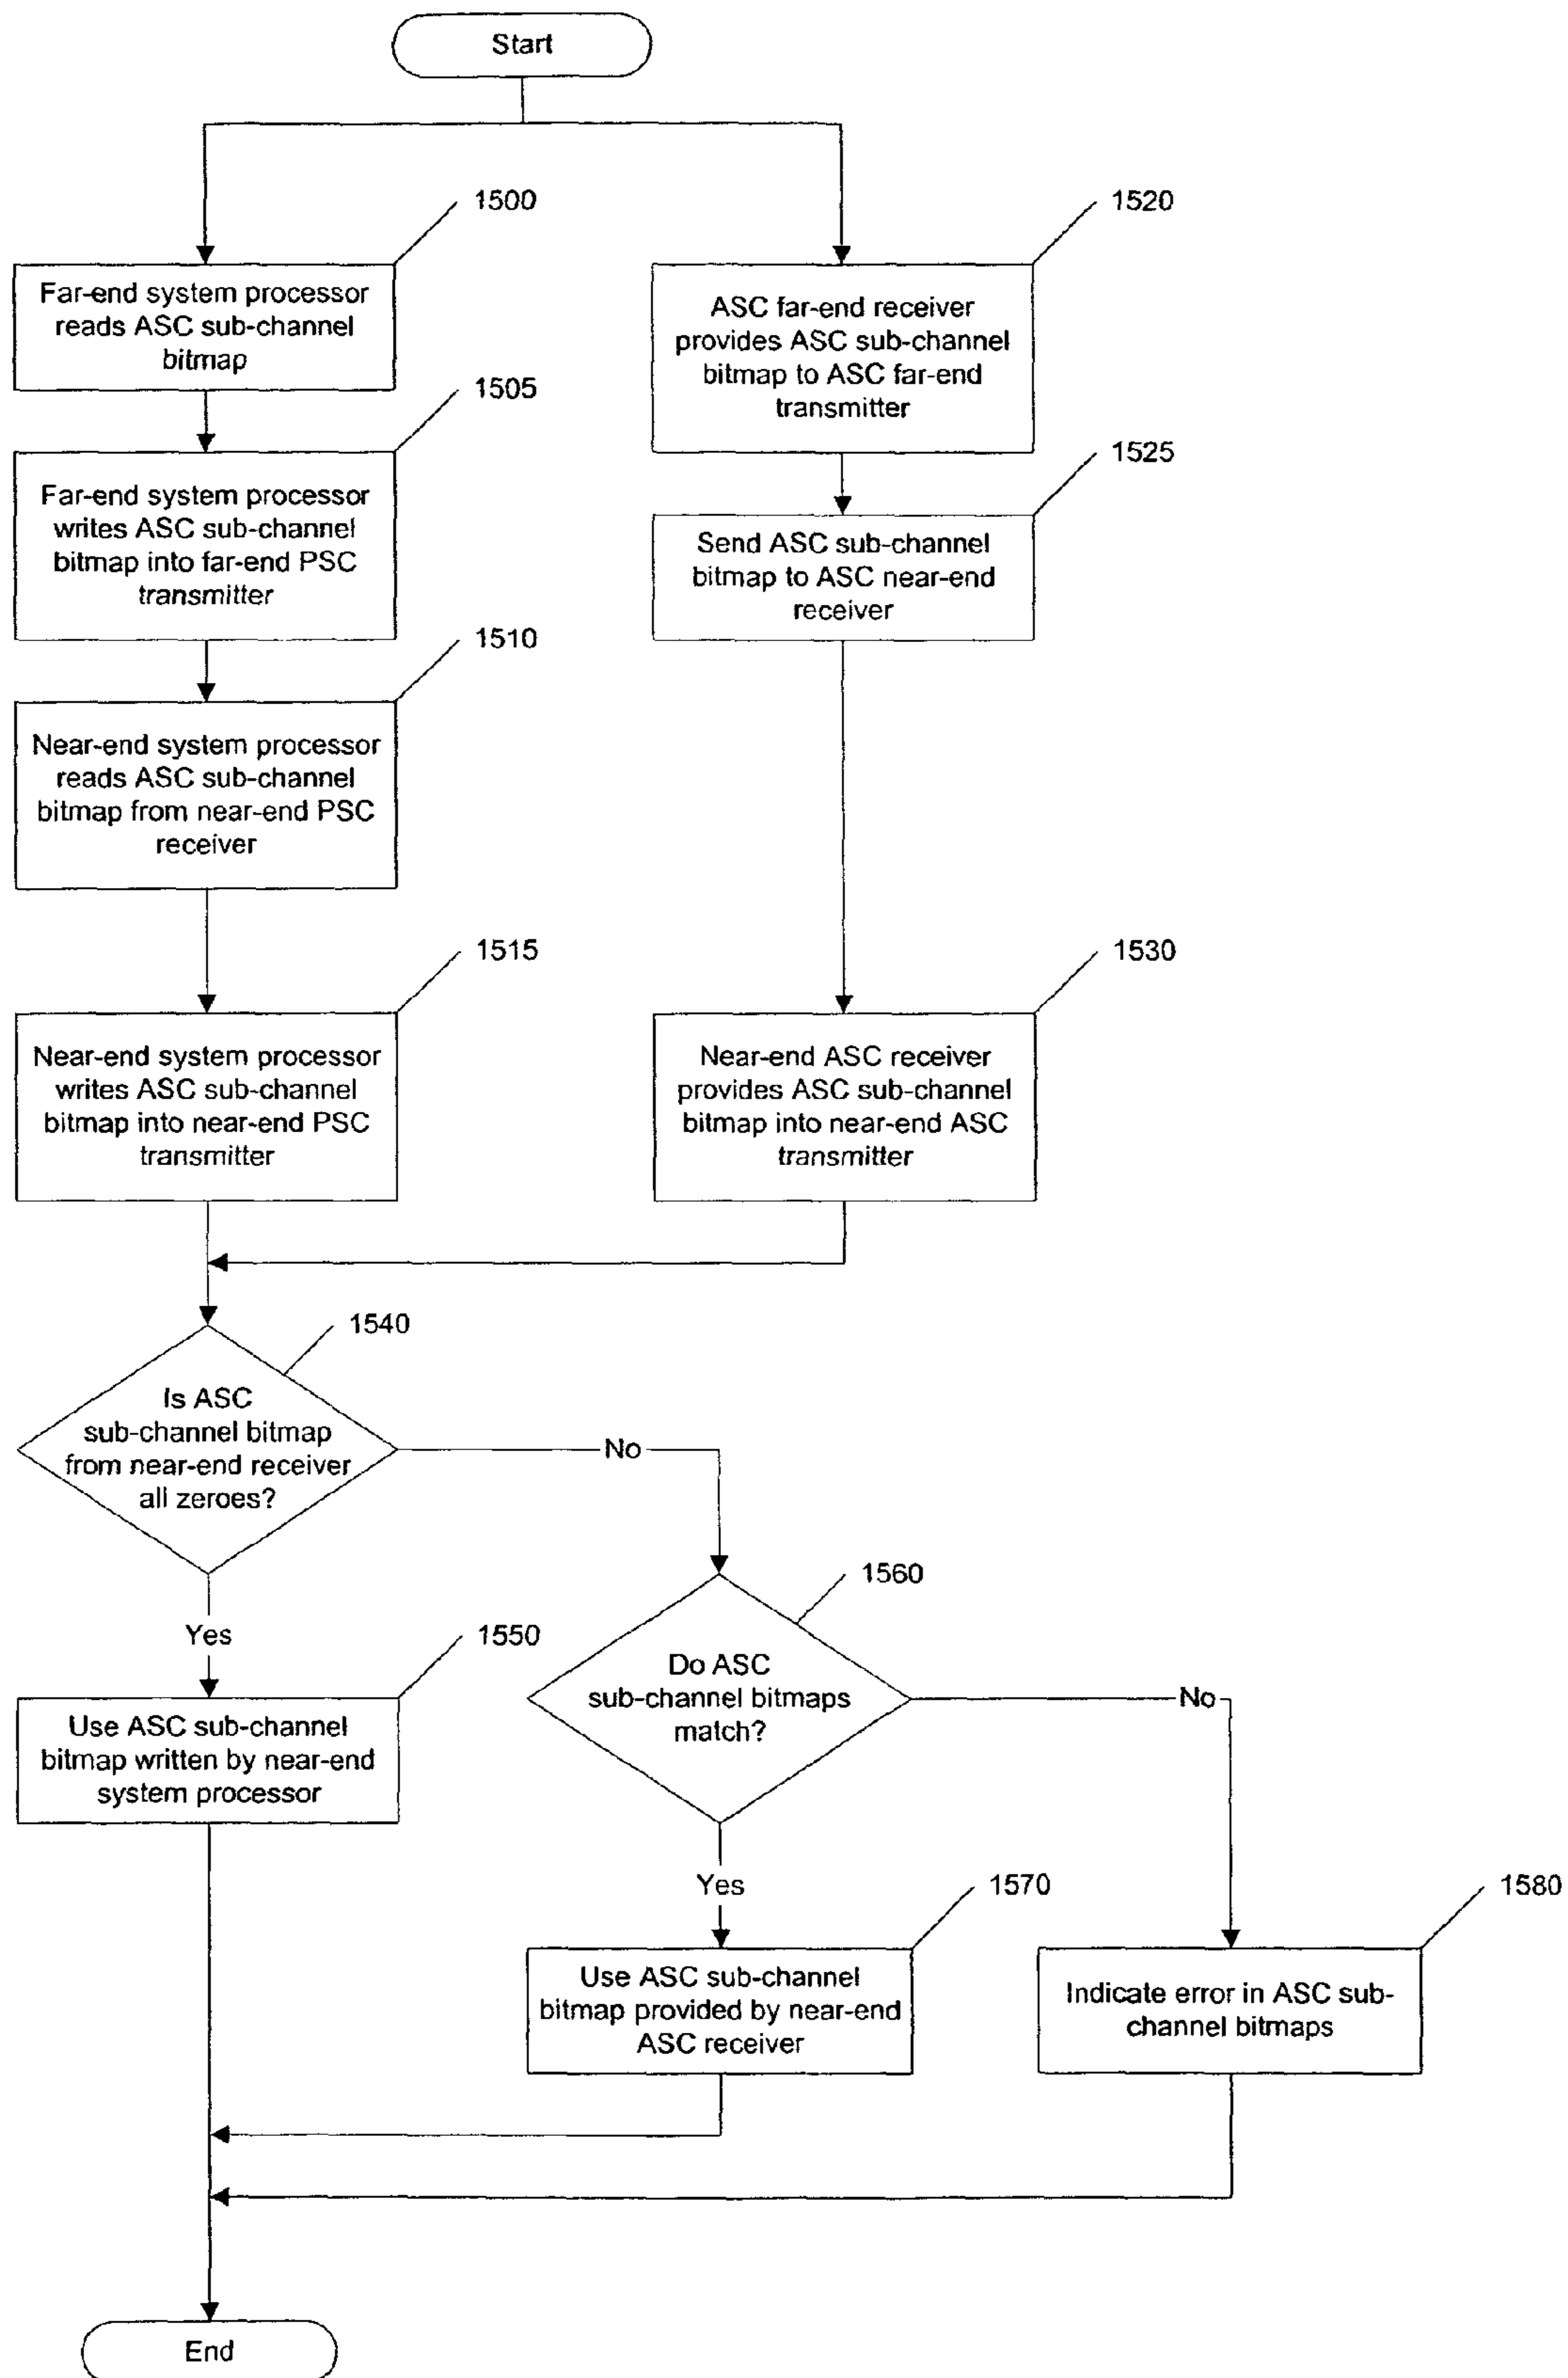 Start
1500
Far-end system processor
reads ASC sub-channel
bitmap
1505
Far-end system processor
writes ASC sub-channel
bitmap into far-end PSC
transmitter
1510
Near-end system processor
reads ASC sub-channel
bitmap from near-end PSC
receiver
1515
Near-end system processor
writes ASC sub-channel
bitmap into near-end PSC
transmitter
1520
ASC far-end receiver
provides ASC sub-channel
bitmap to ASC far-end
transmitter
1525
Send ASC sub-channel
bitmap to ASC near-end
receiver
1530
Near-end ASC receiver
provides ASC sub-channel
bitmap into near-end ASC
transmitter
1540
Is ASC
sub-channel bitmap
from near-end receiver
all zeroes?
No
Yes
1550
Use ASC sub-channel
bitmap written by near-end
system processor
1560
Do ASC
sub-channel bitmaps
match?
No
Yes
1570
Use ASC sub-channel
bitmap provided by near-end
ASC receiver
1580
Indicate error in ASC sub-
channel bitmaps
End